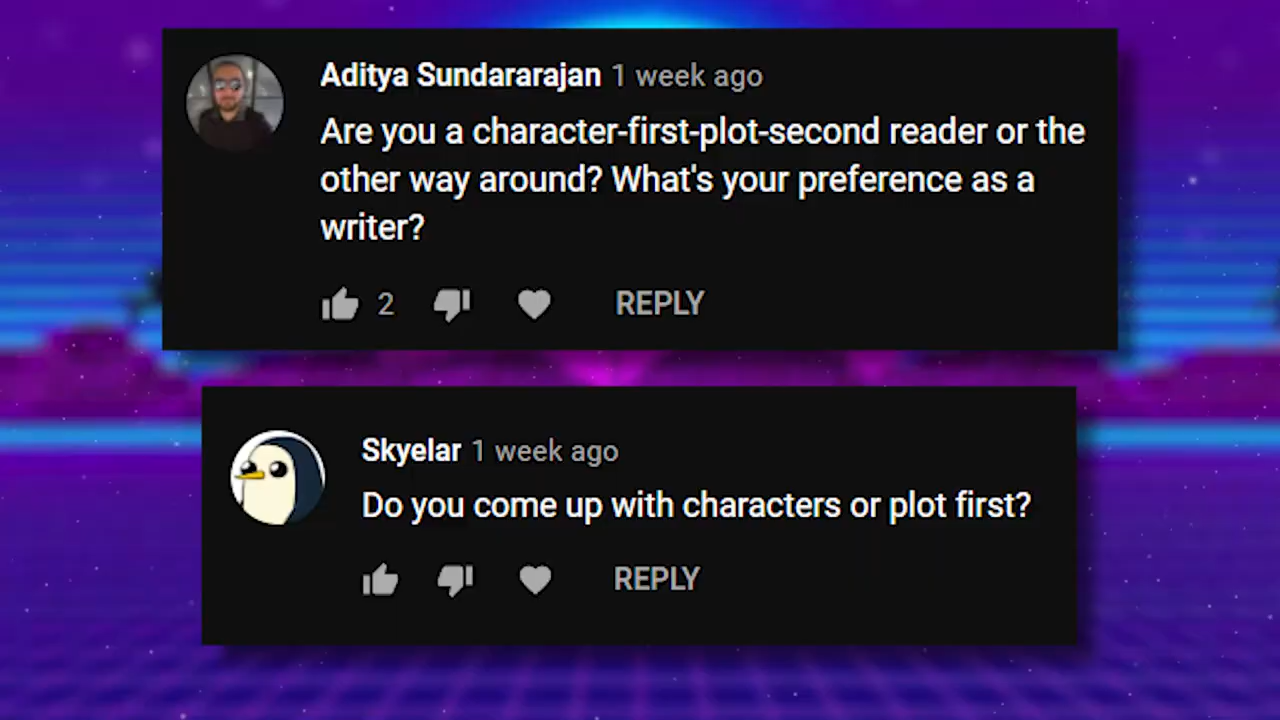 Aditya Sundararajan 1 week ago
Are you a character-first-plot-second reader or the
other way around? What's your preference as a
writer?
2 REPLY
Skyelar 1 week ago
Do you come up with characters or plot first?
REPLY